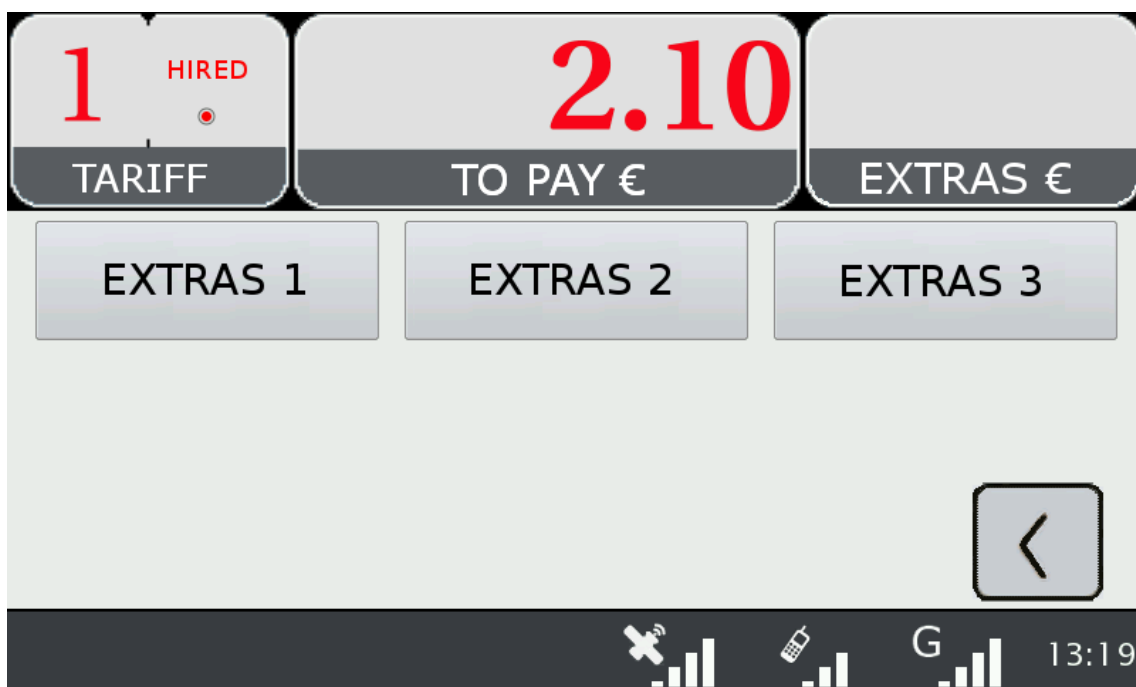 1 HIRED 2.10
TARIFF TO PAY € EXTRAS €
EXTRAS 1 EXTRAS 2 EXTRAS 3
G 13:19